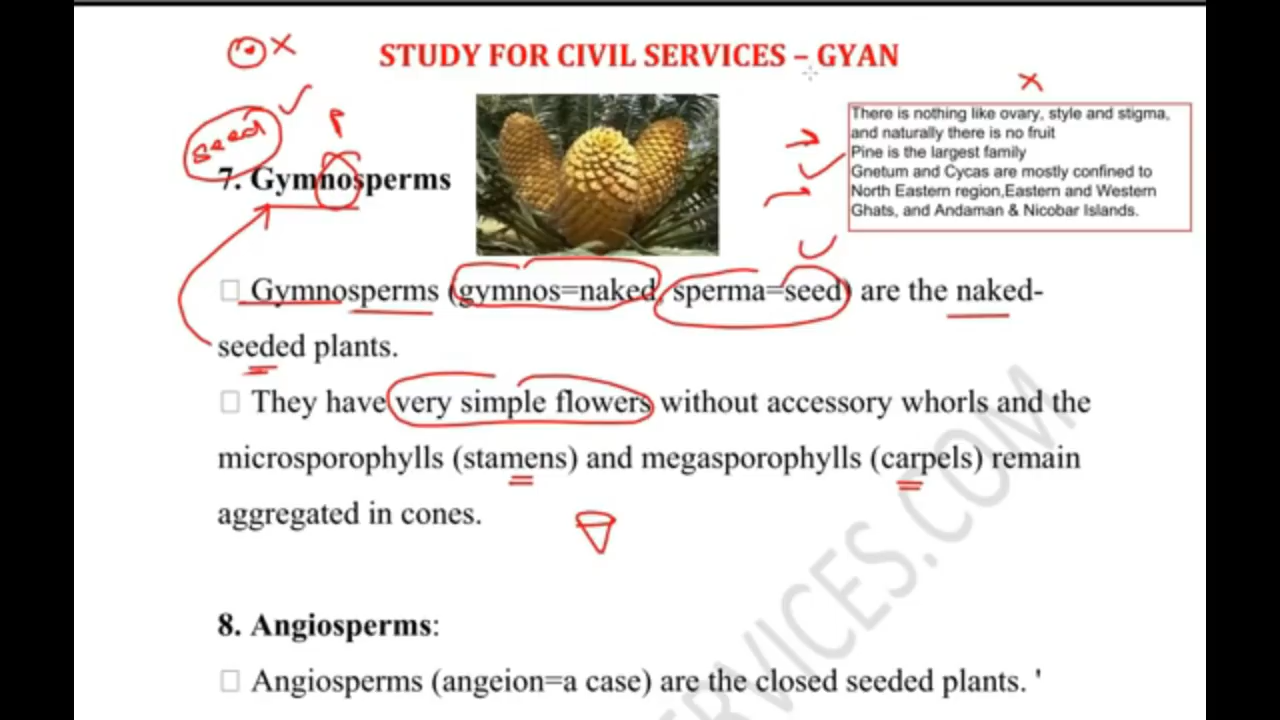 STUDY FOR CIVIL SERVICES – GYAN
seed
There is nothing like ovary, style and stigma,
and naturally there is no fruit
Pine is the largest family
Gnetum and Cycas are mostly confined to
North Eastern region,Eastern and Western
Ghats, and Andaman & Nicobar Islands.
7. Gymnosperms
Gymnosperms (gymnos=naked, sperma=seed) are the naked-
seeded plants.
They have very simple flowers without accessory whorls and the
microsporophylls (stamens) and megasporophylls (carpels) remain
aggregated in cones.
8. Angiosperms:
Angiosperms (angeion=a case) are the closed seeded plants. '
SERVICES.COM